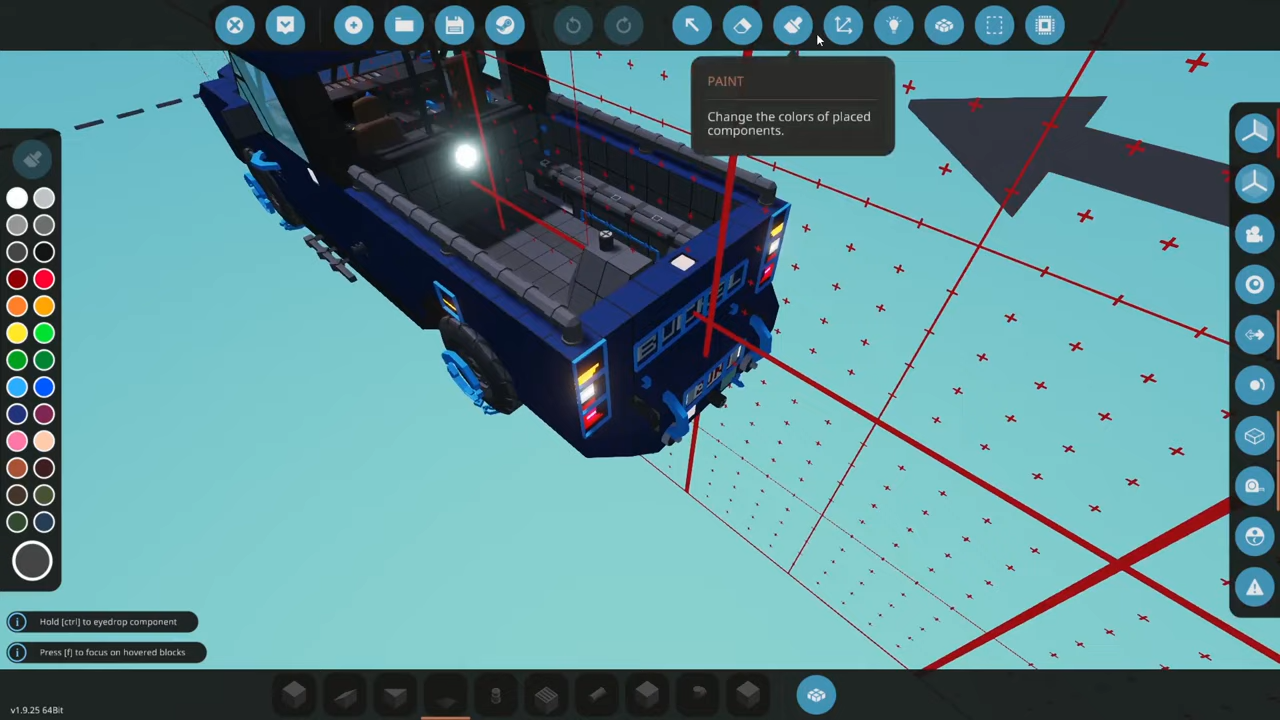 PAINT
Change the colors of placed
components.
Hold [ctrl] to eyedrop component
Press [f] to focus on hovered blocks
v1.9.25 64Bit